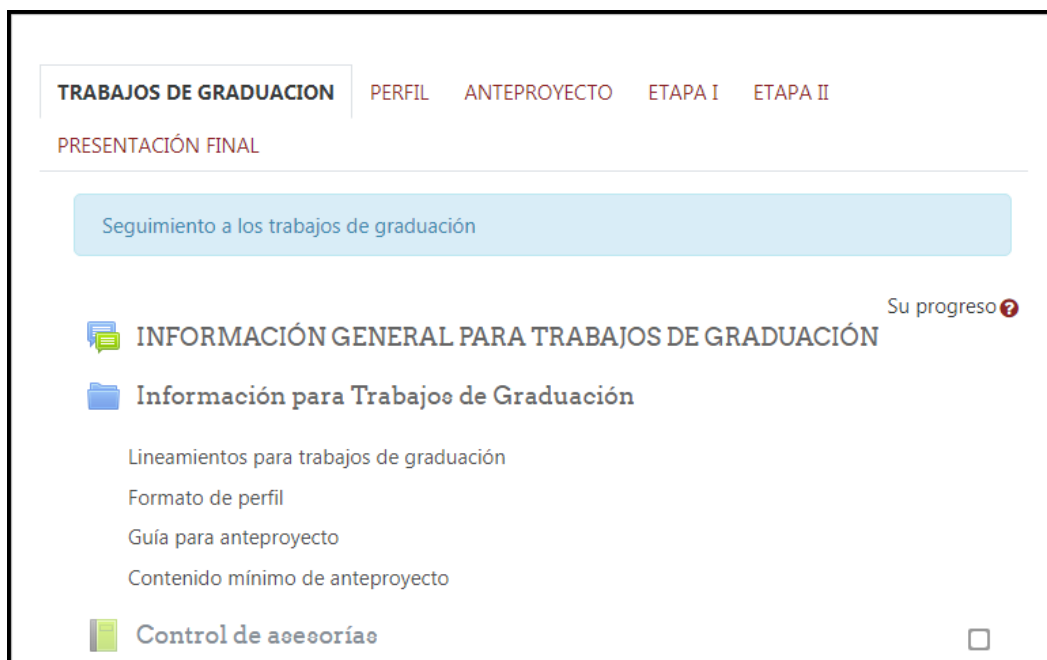 TRABAJOS DE GRADUACION PERFIL ANTEPROYECTO ETAPA I ETAPA II
PRESENTACIÓN FINAL
Seguimiento a los trabajos de graduación
Su progreso
INFORMACIÓN GENERAL PARA TRABAJOS DE GRADUACIÓN
Información para Trabajos de Graduación
Lineamientos para trabajos de graduación
Formato de perfil
Guía para anteproyecto
Contenido mínimo de anteproyecto
Control de asesorías